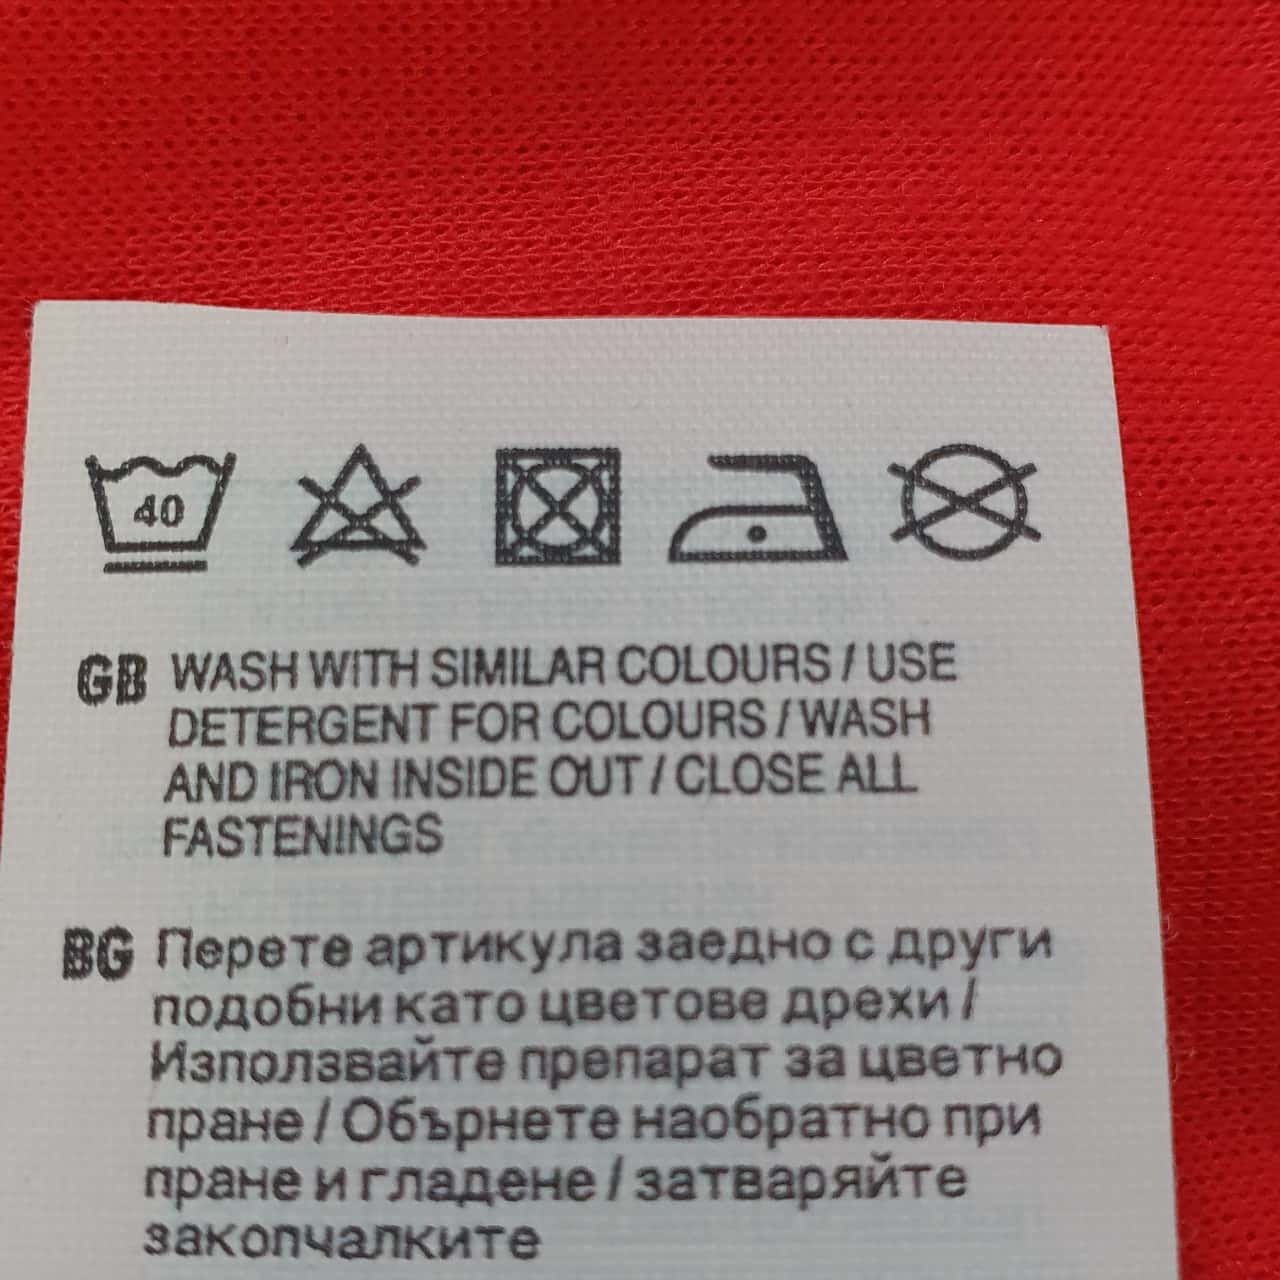 40
GB WASH WITH SIMILAR COLOURS / USE
DETERGENT FOR COLOURS / WASH
AND IRON INSIDE OUT / CLOSE ALL
FASTENINGS
BG Перете артикула заедно с други
подобни като цветове дрехи /
Използвайте препарат за цветно
пране / Обърнете наобратно при
пране и гладене / затваряйте
закопчалките